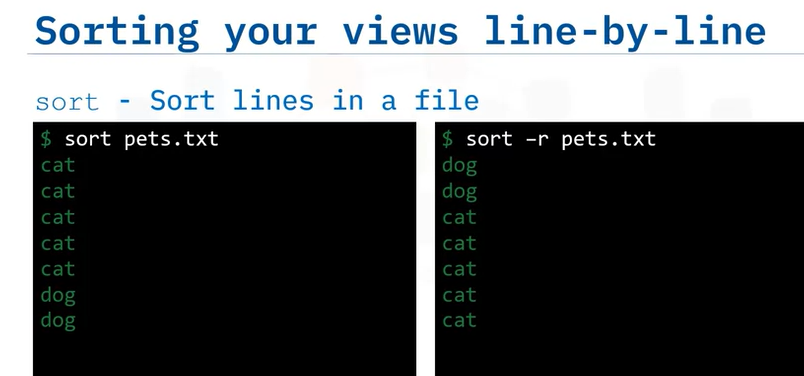 Sorting your views line-by-line
sort - Sort lines in a file
$ sort pets.txt
cat
cat
cat
cat
cat
dog
dog
$ sort –r pets.txt
dog
dog
cat
cat
cat
cat
cat